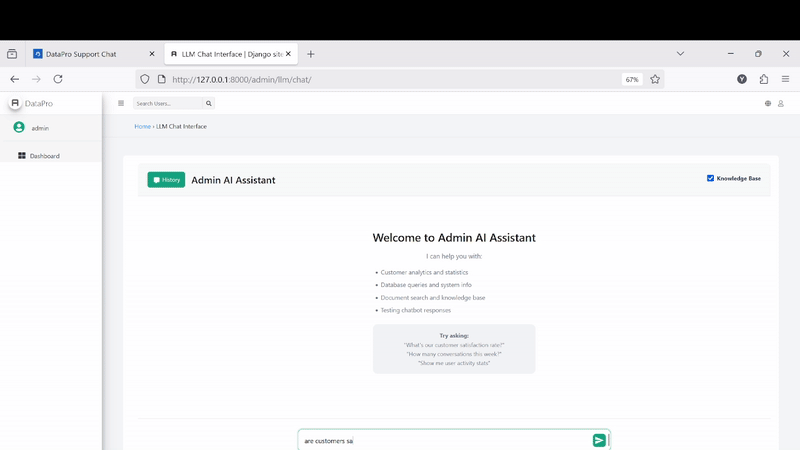 DataPro Support Chat
LLM Chat Interface | Django site
http://127.0.0.1:8000/admin/llm/chat/
67%
Y
DataPro
Search Users...
admin
Home › LLM Chat Interface
Dashboard
History
Admin AI Assistant
Knowledge Base
Welcome to Admin AI Assistant
I can help you with:
• Customer analytics and statistics
• Database queries and system info
• Document search and knowledge base
• Testing chatbot responses
Try asking:
"What's our customer satisfaction rate?"
"How many conversations this week?"
"Show me user activity stats"
are customers sa